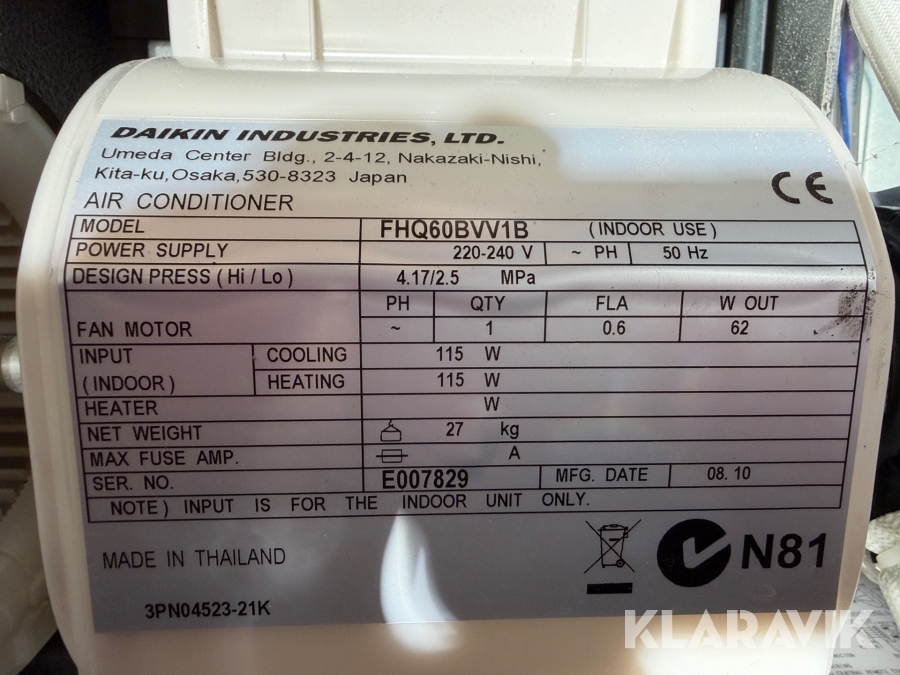 DAIKIN INDUSTRIES, LTD.
Umeda Center Bldg., 2-4-12, Nakazaki-Nishi,
Kita-ku, Osaka, 530-8323 Japan
CE
AIR CONDITIONER
MODEL FHQ60BVV1B (INDOOR USE)
POWER SUPPLY 220-240 V ~ PH 50 Hz
DESIGN PRESS (Hi / Lo) 4.17/2.5 MPa
PH QTY FLA W OUT
FAN MOTOR ~ 1 0.6 62
INPUT COOLING 115 W
(INDOOR) HEATING 115 W
HEATER W
NET WEIGHT 27 kg
MAX FUSE AMP. A
SER. NO. E007829 MFG. DATE 08. 10
NOTE) INPUT IS FOR THE INDOOR UNIT ONLY.
MADE IN THAILAND
N81
3PN04523-21K
KLARAVIK